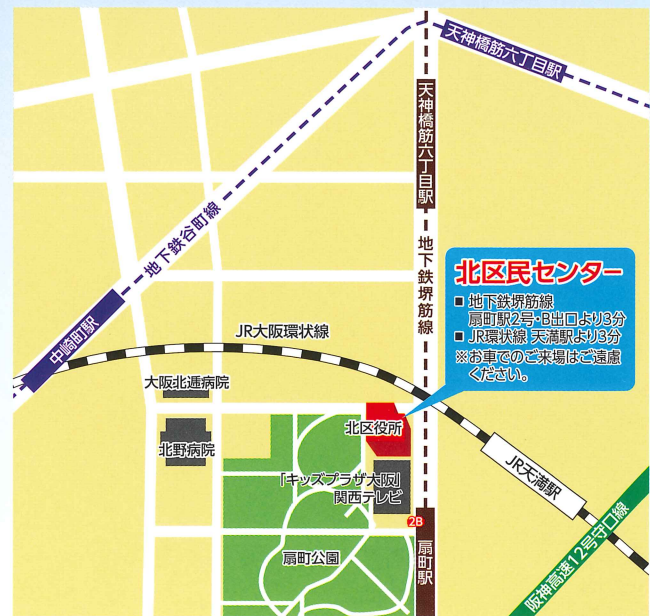 天神橋筋六丁目駅
天神橋筋六丁目駅
地下鉄谷町線
地下鉄堺筋線
北区民センター
■ 地下鉄堺筋線
扇町駅2号・B出口より3分
■ JR環状線 天満駅より3分
※お車でのご来場はご遠慮
ください。
中崎町駅
JR大阪環状線
大阪北逓病院
北区役所
北野病院
JR天満駅
「キッズプラザ大阪」
関西テレビ
2B
扇町駅
扇町公園
阪神高速12号守口線